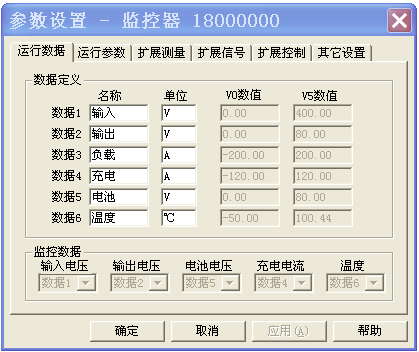 参数设置 - 监控器 18000000
运行数据 运行参数 扩展测量 扩展信号 扩展控制 其它设置
数据定义
名称 单位 V0数值 V5数值
数据1 输入 V 0.00 400.00
数据2 输出 V 0.00 80.00
数据3 负载 A -200.00 200.00
数据4 充电 A -120.00 120.00
数据5 电池 V 0.00 80.00
数据6 温度 ℃ -50.00 100.44
监控数据
输入电压 输出电压 电池电压 充电电流 温度
数据1 数据2 数据5 数据4 数据6
确定 取消 应用(A) 帮助